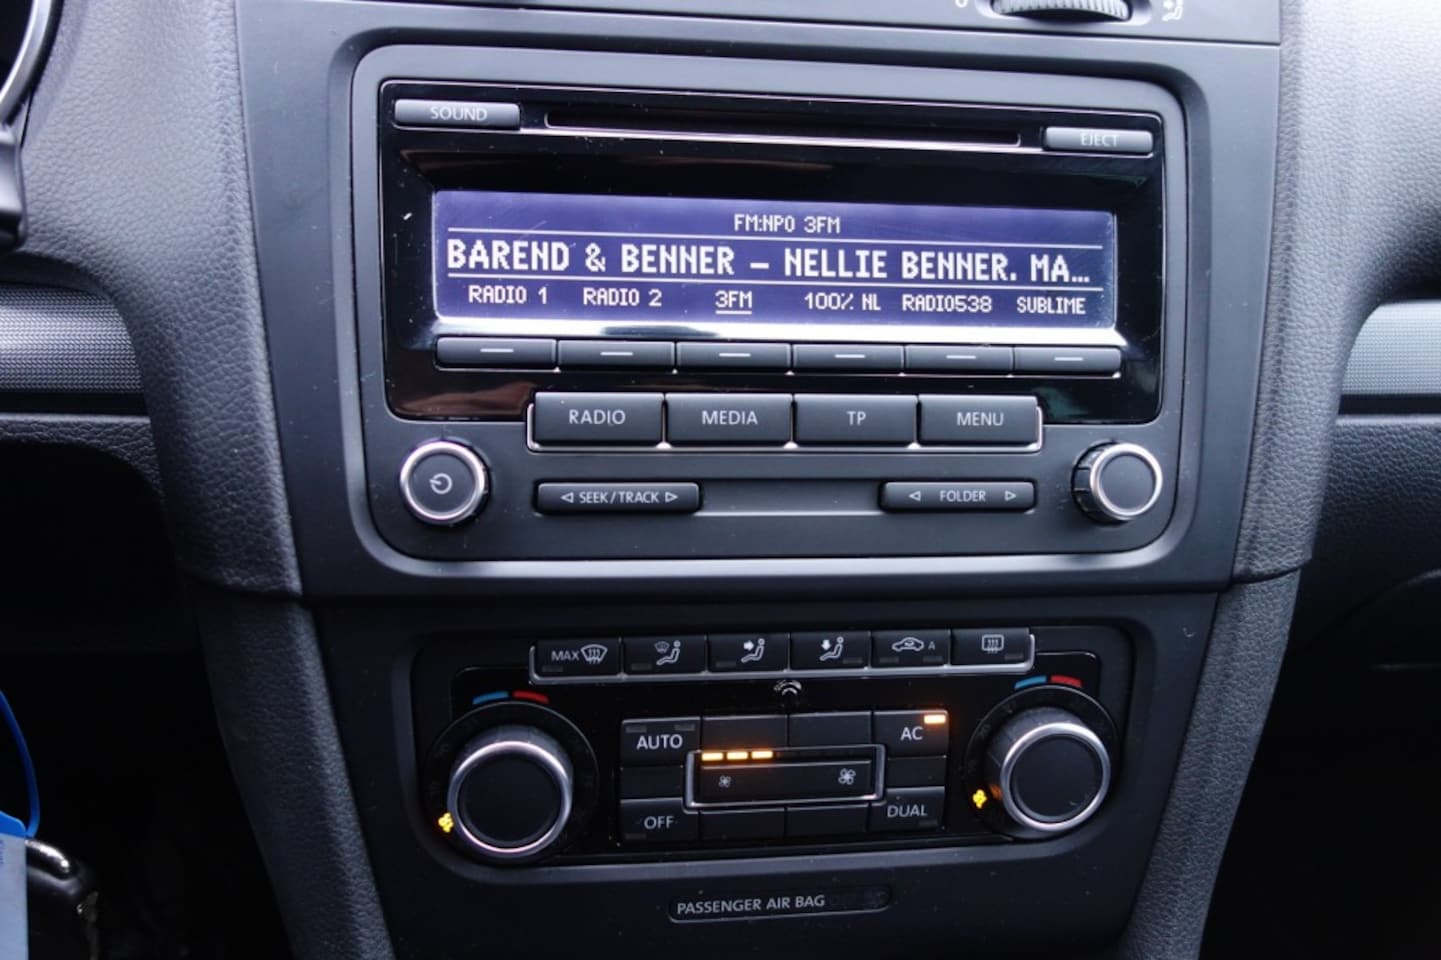 SOUND
EJECT
FM:NPO 3FM
BAREND & BENNER – NELLIE BENNER. MA...
RADIO 1 RADIO 2 3FM 100% NL RADIO538 SUBLIME
RADIO MEDIA TP MENU
SEEK/TRACK FOLDER
MAX A
AUTO AC
OFF DUAL
PASSENGER AIR BAG